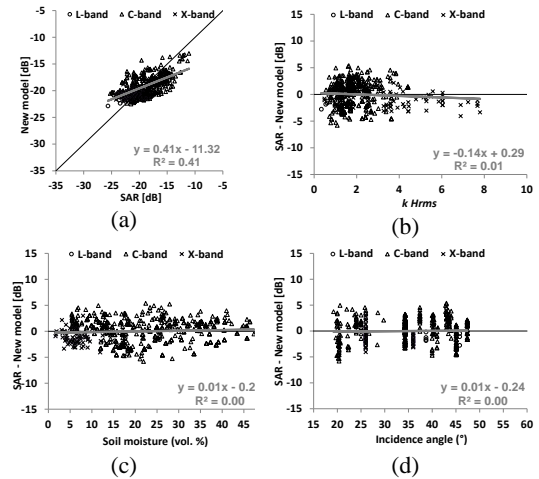 L-band C-band X-band
-5
-10
-15
-20
-25
-30
-35
New model [dB]
y = 0.41x - 11.32
R² = 0.41
-35 -25 -15 -5
SAR [dB]
(a)
L-band C-band X-band
15
10
5
0
-5
-10
-15
SAR - New model [dB]
y = -0.14x + 0.29
R² = 0.01
0 2 4 6 8 10
k Hrms
(b)
L-band C-band X-band
15
10
5
0
-5
-10
-15
SAR - New model [dB]
y = 0.01x - 0.2
R² = 0.00
0 5 10 15 20 25 30 35 40 45
Soil moisture (vol. %)
(c)
L-band C-band X-band
15
10
5
0
-5
-10
-15
SAR - New model [dB]
y = 0.01x - 0.24
R² = 0.00
15 20 25 30 35 40 45 50 55 60
Incidence angle (°)
(d)